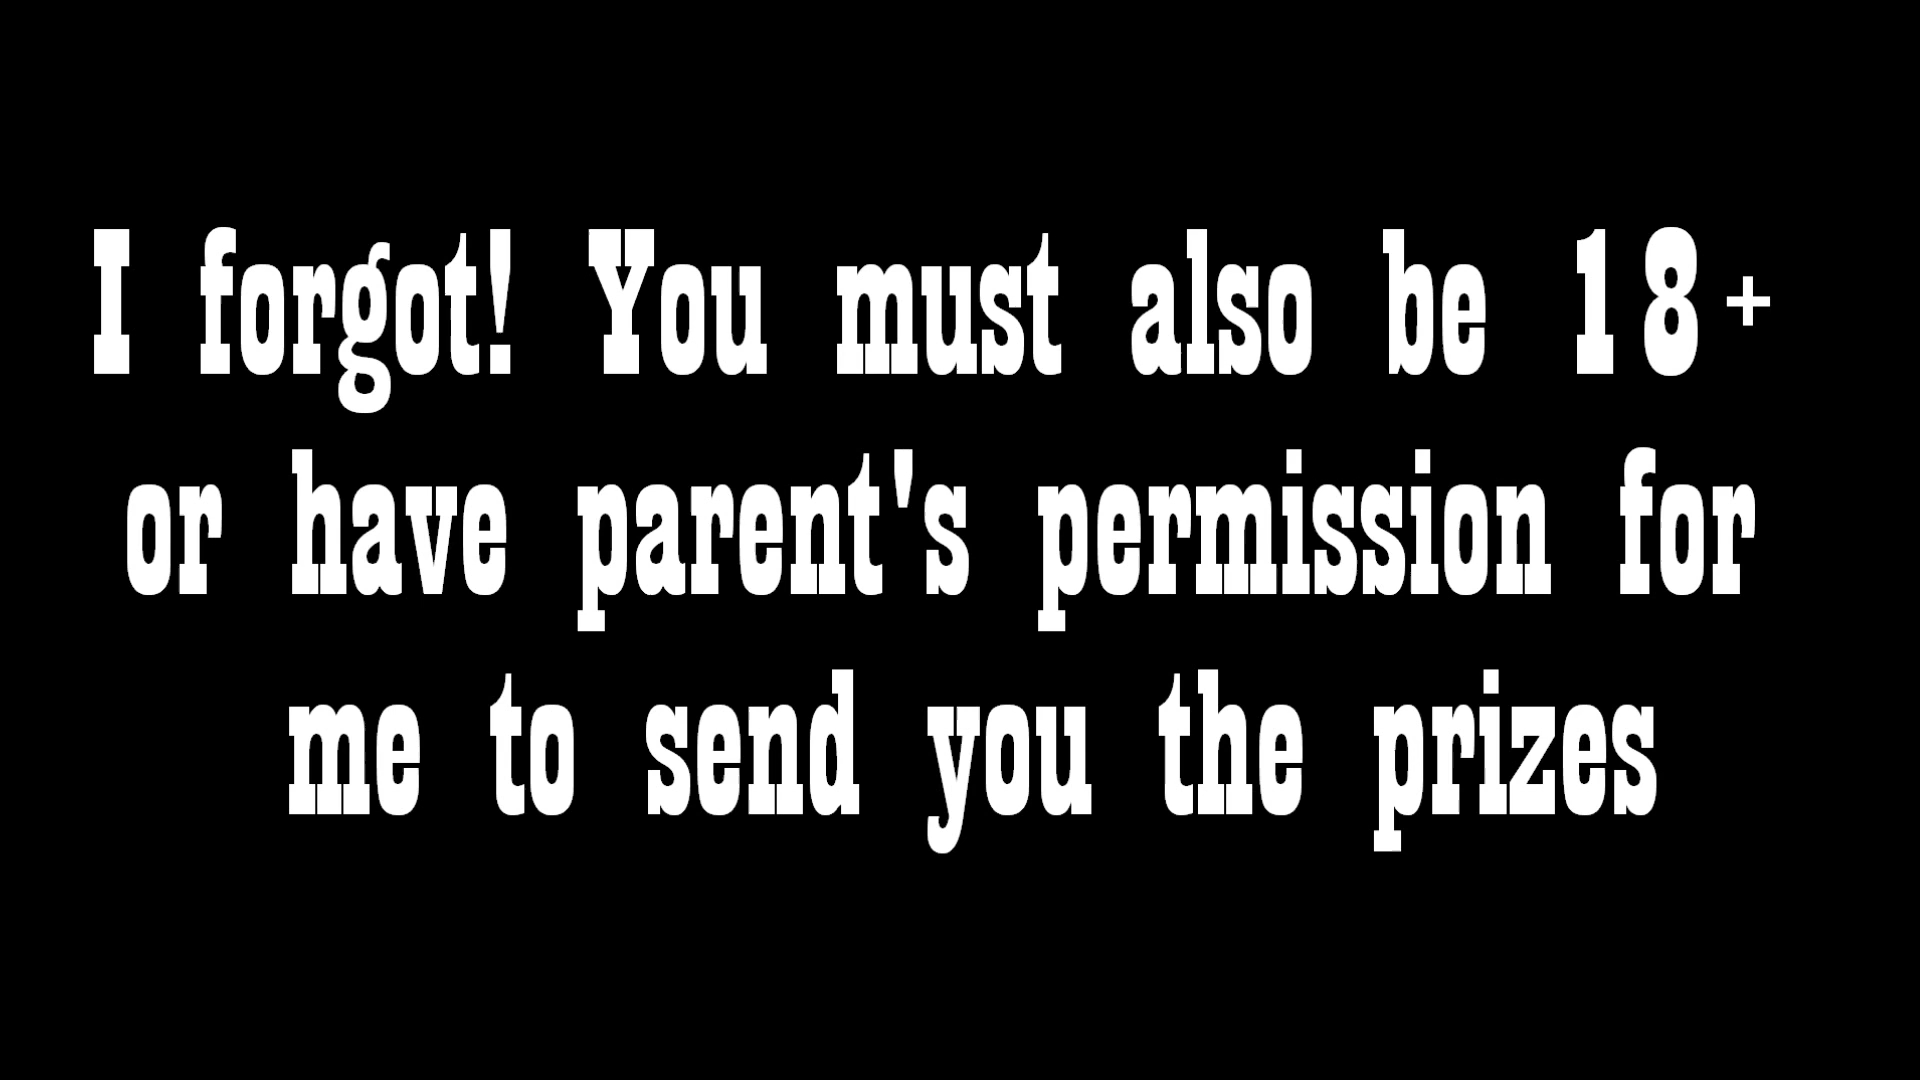 I forgot! You must also be 18+
or have parent's permission for
me to send you the prizes